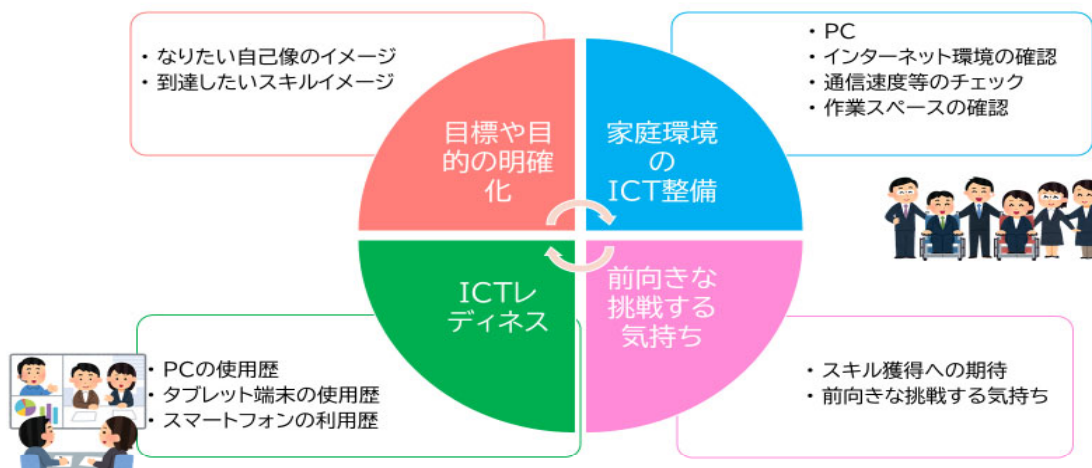 ・なりたい自己像のイメージ
・到達したいスキルイメージ
目標や目
的の明確
化
・PC
・インターネット環境の確認
・通信速度等のチェック
・作業スペースの確認
家庭環境
の
ICT整備
ICTレ
ディネス
・PCの使用歴
・タブレット端末の使用歴
・スマートフォンの利用歴
前向きな
挑戦する
気持ち
・スキル獲得への期待
・前向きな挑戦する気持ち